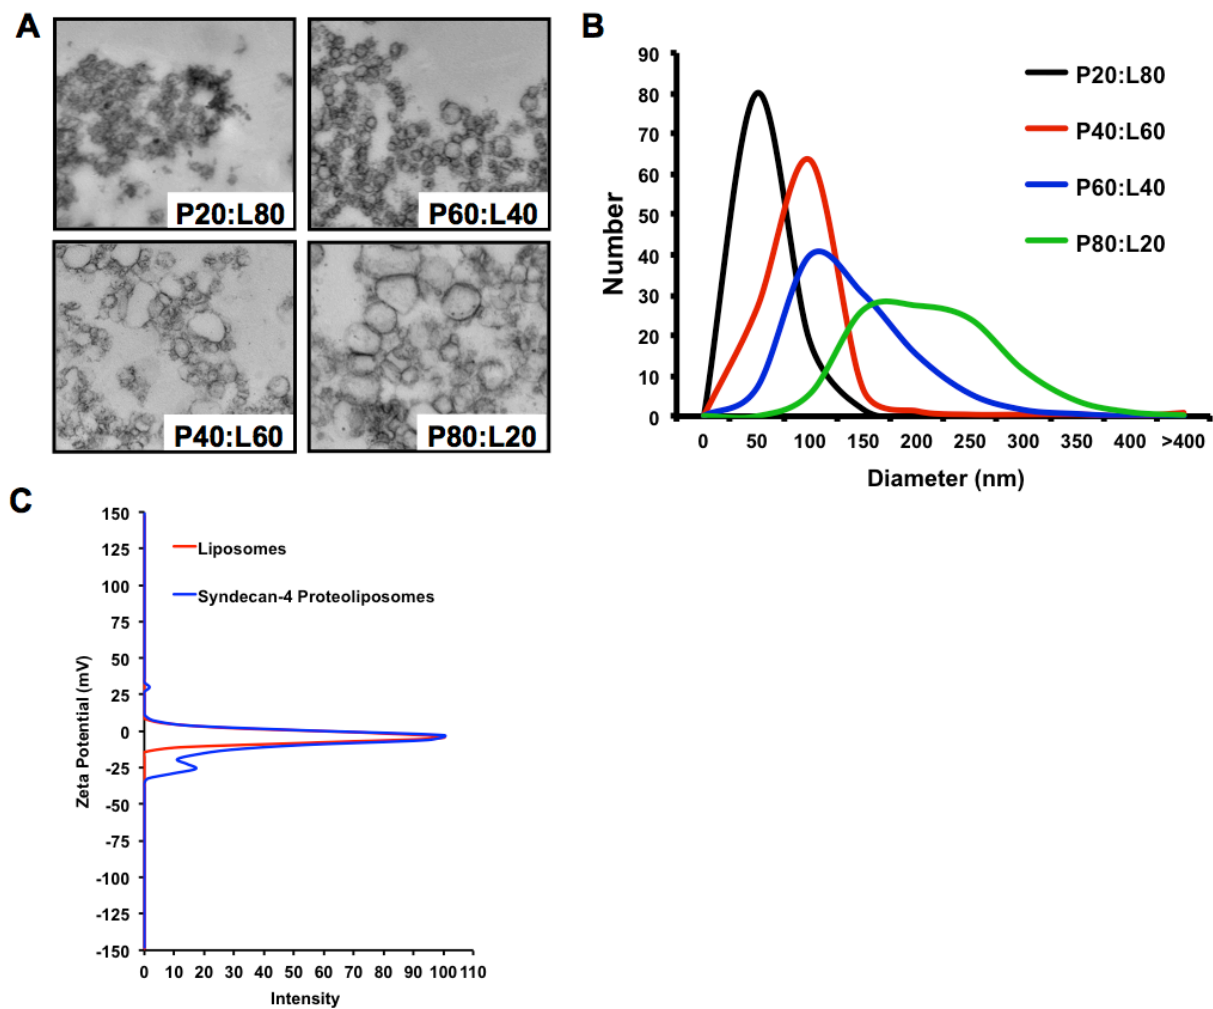 A
P20:L80
P60:L40
P40:L60
P80:L20
B
90
80
70
60
50
40
30
20
10
0
Number
0 50 100 150 200 250 300 350 400 >400
Diameter (nm)
P20:L80
P40:L60
P60:L40
P80:L20
C
150
125
100
75
50
25
0
-25
-50
-75
-100
-125
-150
Zeta Potential (mV)
Liposomes
Syndecan-4 Proteoliposomes
0 10 20 30 40 50 60 70 80 90 100 110
Intensity